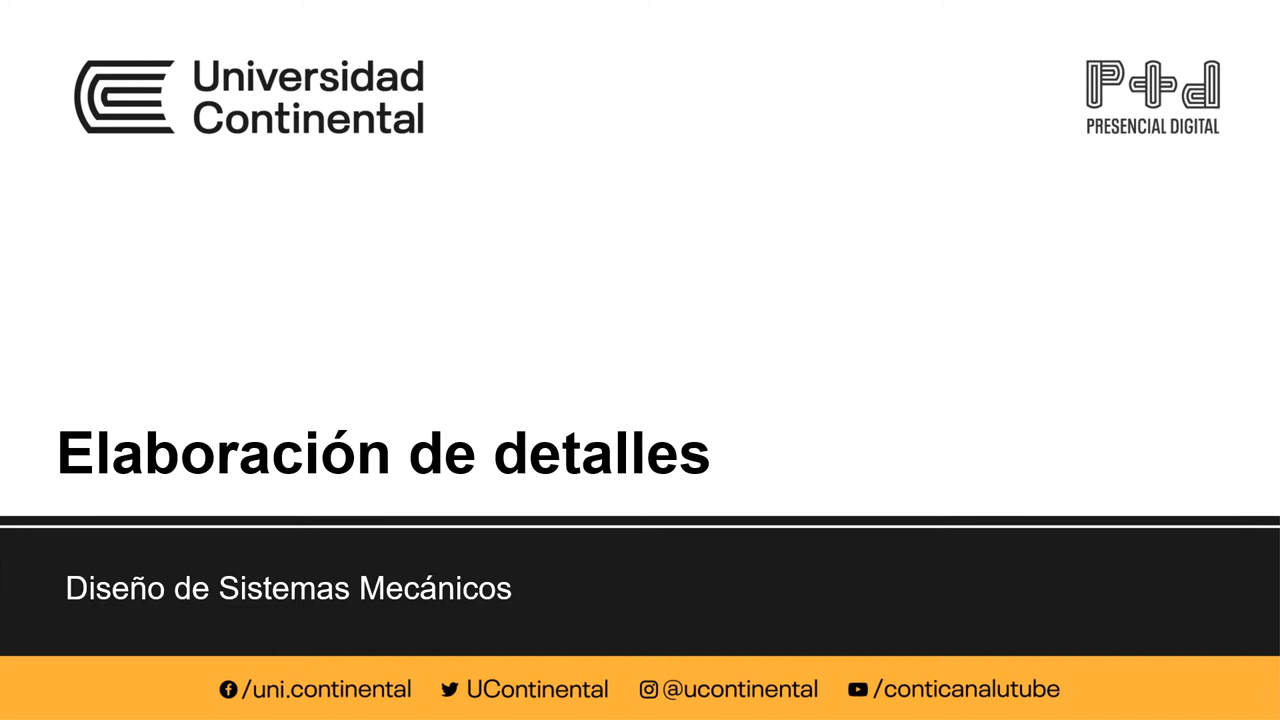 Universidad
Continental
P+d
PRESENCIAL DIGITAL
Elaboración de detalles
Diseño de Sistemas Mecánicos
/uni.continental UContinental @ucontinental /conticanalutube